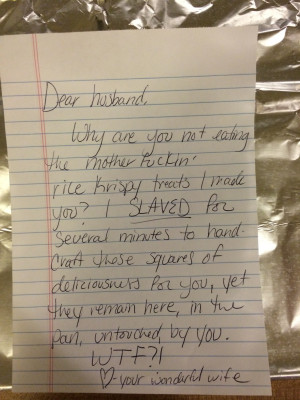 Dear husband,
Why are you not eating
the mother fuckin'
rice krispy treats I made
you? I SLAVED for
several minutes to hand-
craft these squares of
deliciousness for you, yet
they remain here, in the
pan, untouched by you.
WTF?!
♡ your wonderful wife